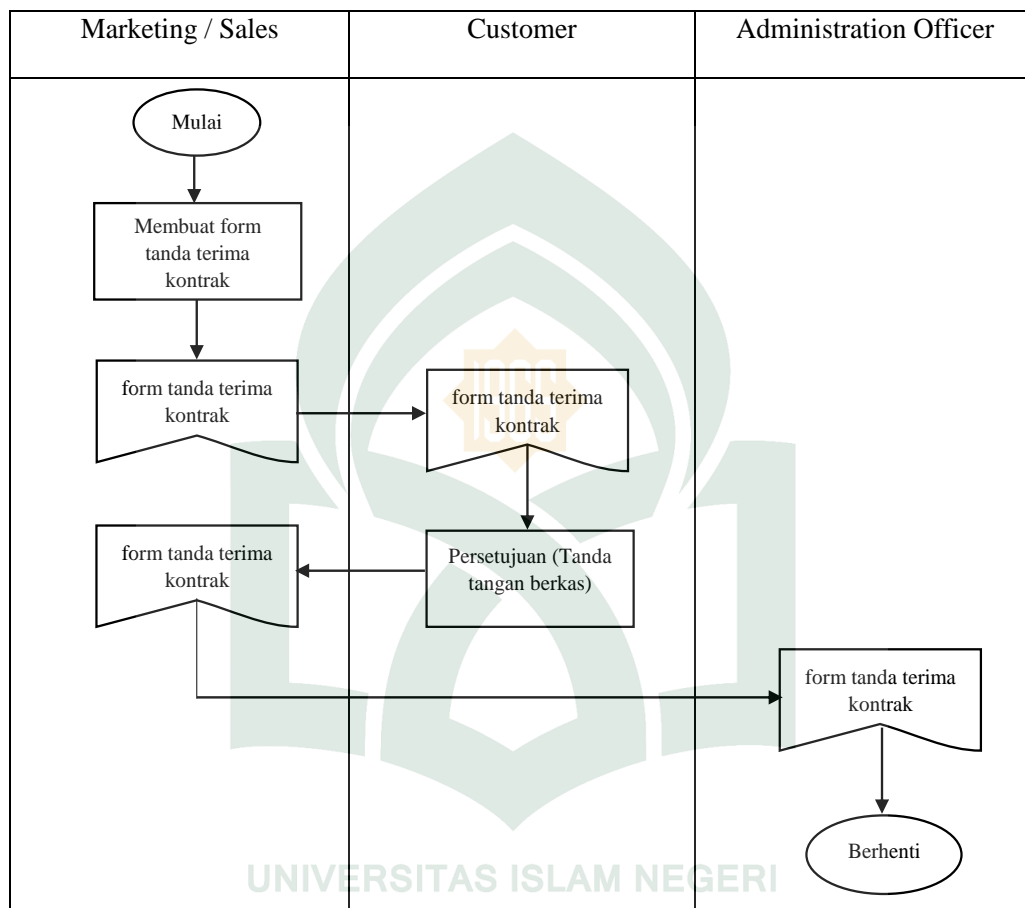 Marketing / Sales
Customer
Administration Officer
Mulai
Membuat form
tanda terima
kontrak
form tanda terima
kontrak
form tanda terima
kontrak
Persetujuan (Tanda
tangan berkas)
form tanda terima
kontrak
form tanda terima
kontrak
Berhenti
UNIVERSITAS ISLAM NEGERI